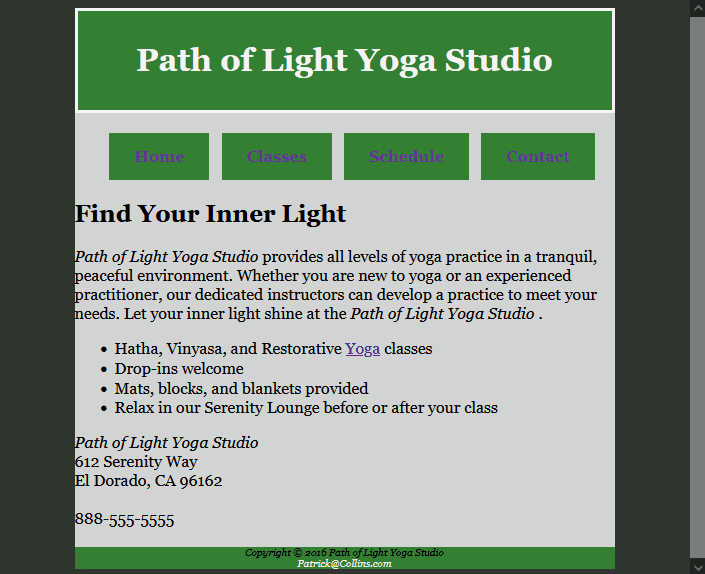 Path of Light Yoga Studio
Home Classes Schedule Contact
Find Your Inner Light
Path of Light Yoga Studio provides all levels of yoga practice in a tranquil,
peaceful environment. Whether you are new to yoga or an experienced
practitioner, our dedicated instructors can develop a practice to meet your
needs. Let your inner light shine at the Path of Light Yoga Studio .
• Hatha, Vinyasa, and Restorative Yoga classes
• Drop-ins welcome
• Mats, blocks, and blankets provided
• Relax in our Serenity Lounge before or after your class
Path of Light Yoga Studio
612 Serenity Way
El Dorado, CA 96162
888-555-5555
Copyright © 2016 Path of Light Yoga Studio
Patrick@Collins.com